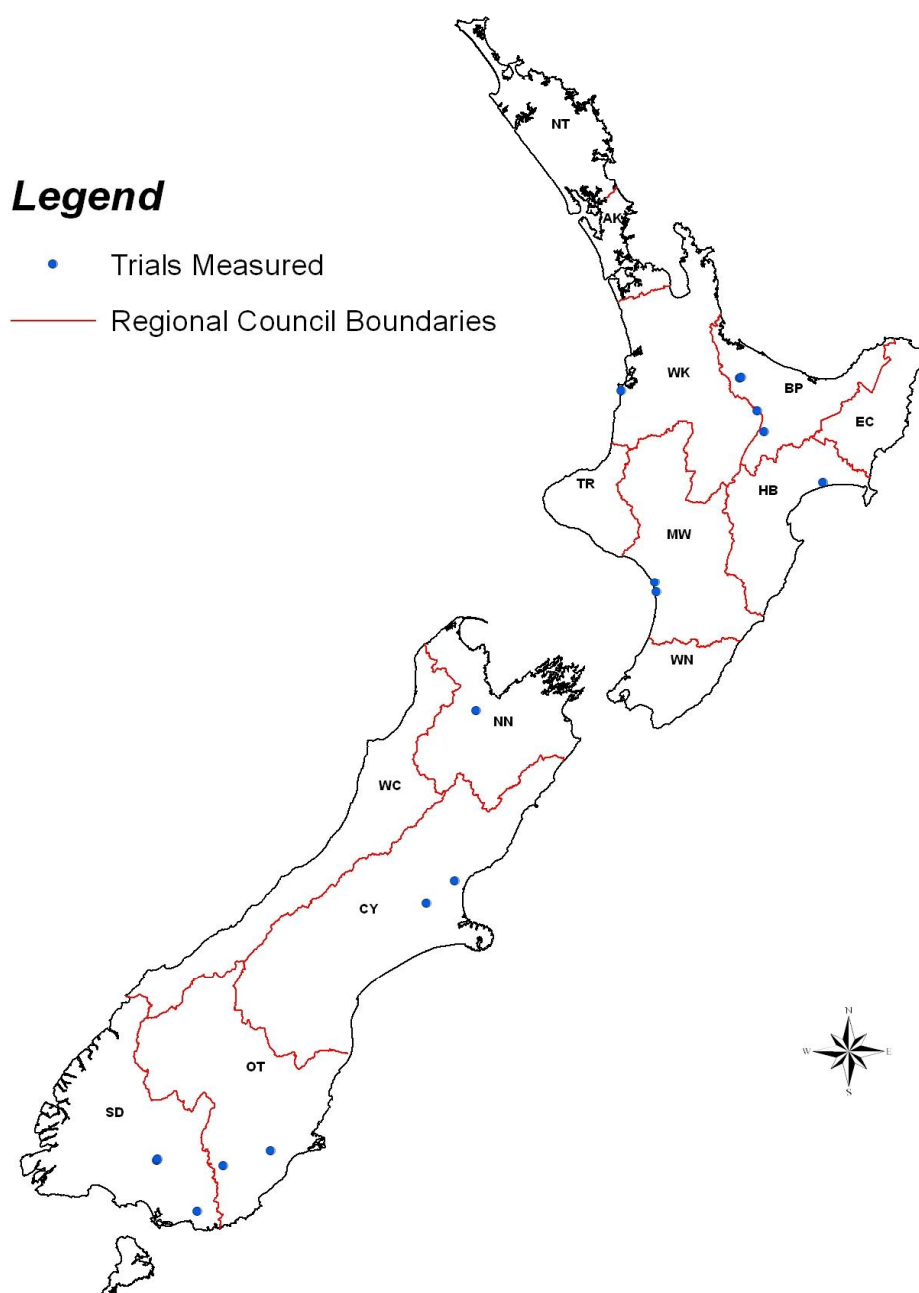 NT
Legend
AK
Trials Measured
Regional Council Boundaries
WK
BP
EC
TR
HB
MW
WN
NN
WC
CY
N
W E
S
OT
SD